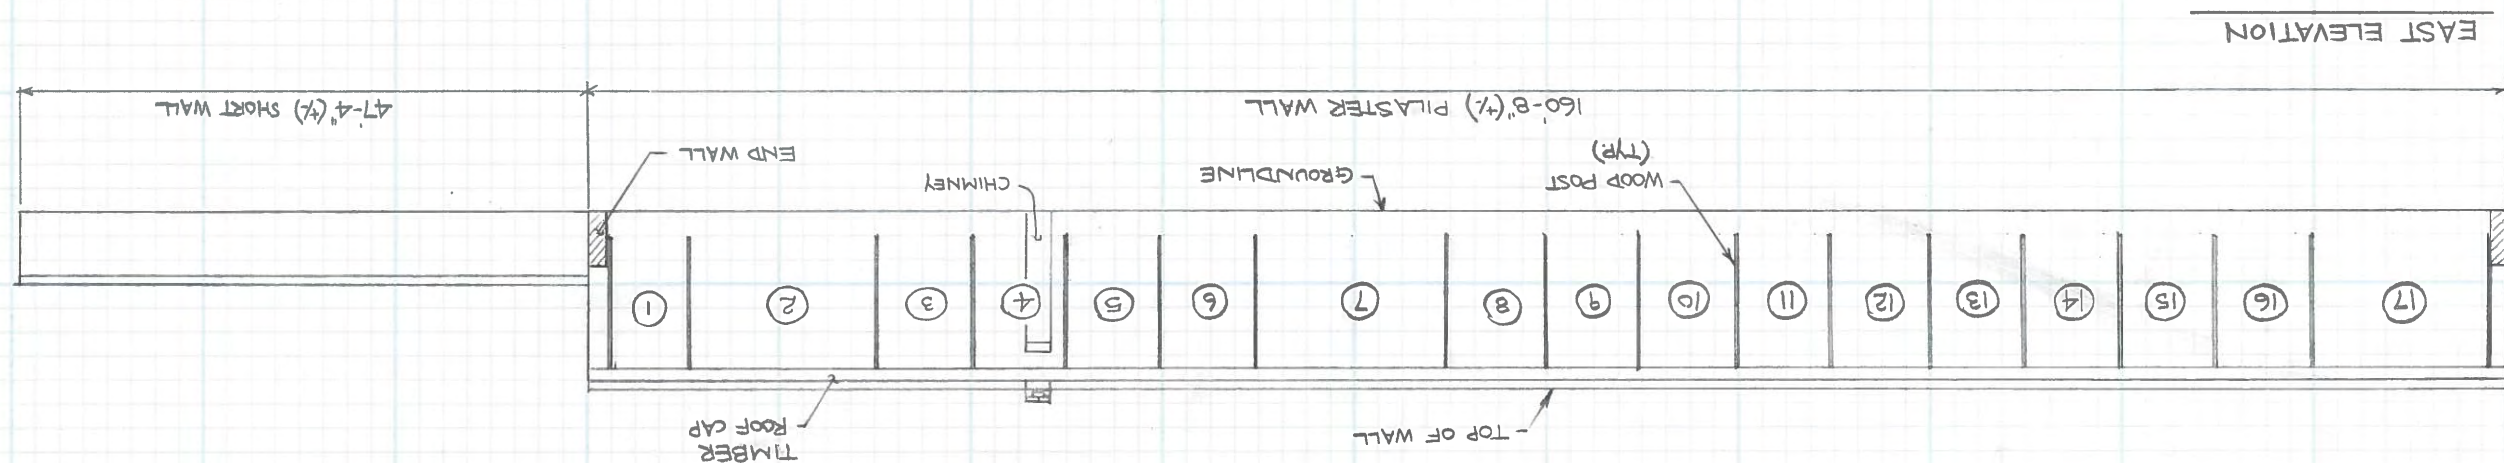 TOP OF WALL
TIMBER
ROOF CAP
17 16 15 14 13 12 11 10 9 8 7 6 5 4 3 2 1
WOOD POST
(TYP.)
GROUNDLINE
CHIMNEY
END WALL
160'-8"(+/-) PILASTER WALL
47'-4"(+/-) SHORT WALL
EAST ELEVATION